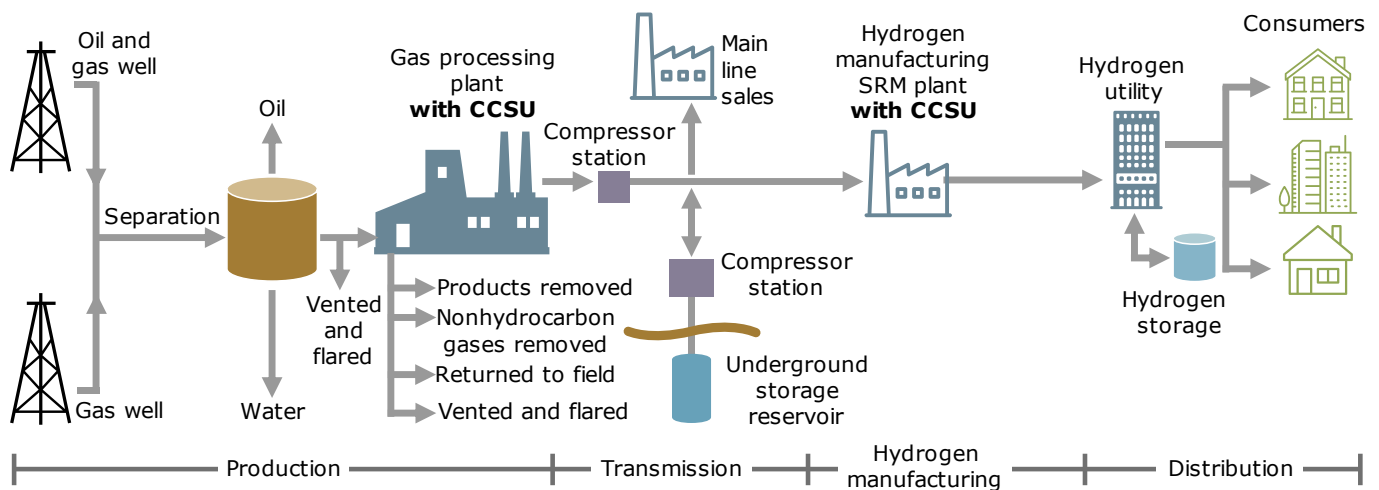 Oil and
gas well
Oil
Separation
Gas well
Water
Vented
and
flared
Gas processing
plant
with CCSU
Products removed
Nonhydrocarbon
gases removed
Returned to field
Vented and flared
Compressor
station
Main
line
sales
Compressor
station
Underground
storage
reservoir
Hydrogen
manufacturing
SRM plant
with CCSU
Hydrogen
utility
Hydrogen
storage
Consumers
Production
Transmission
Hydrogen
manufacturing
Distribution